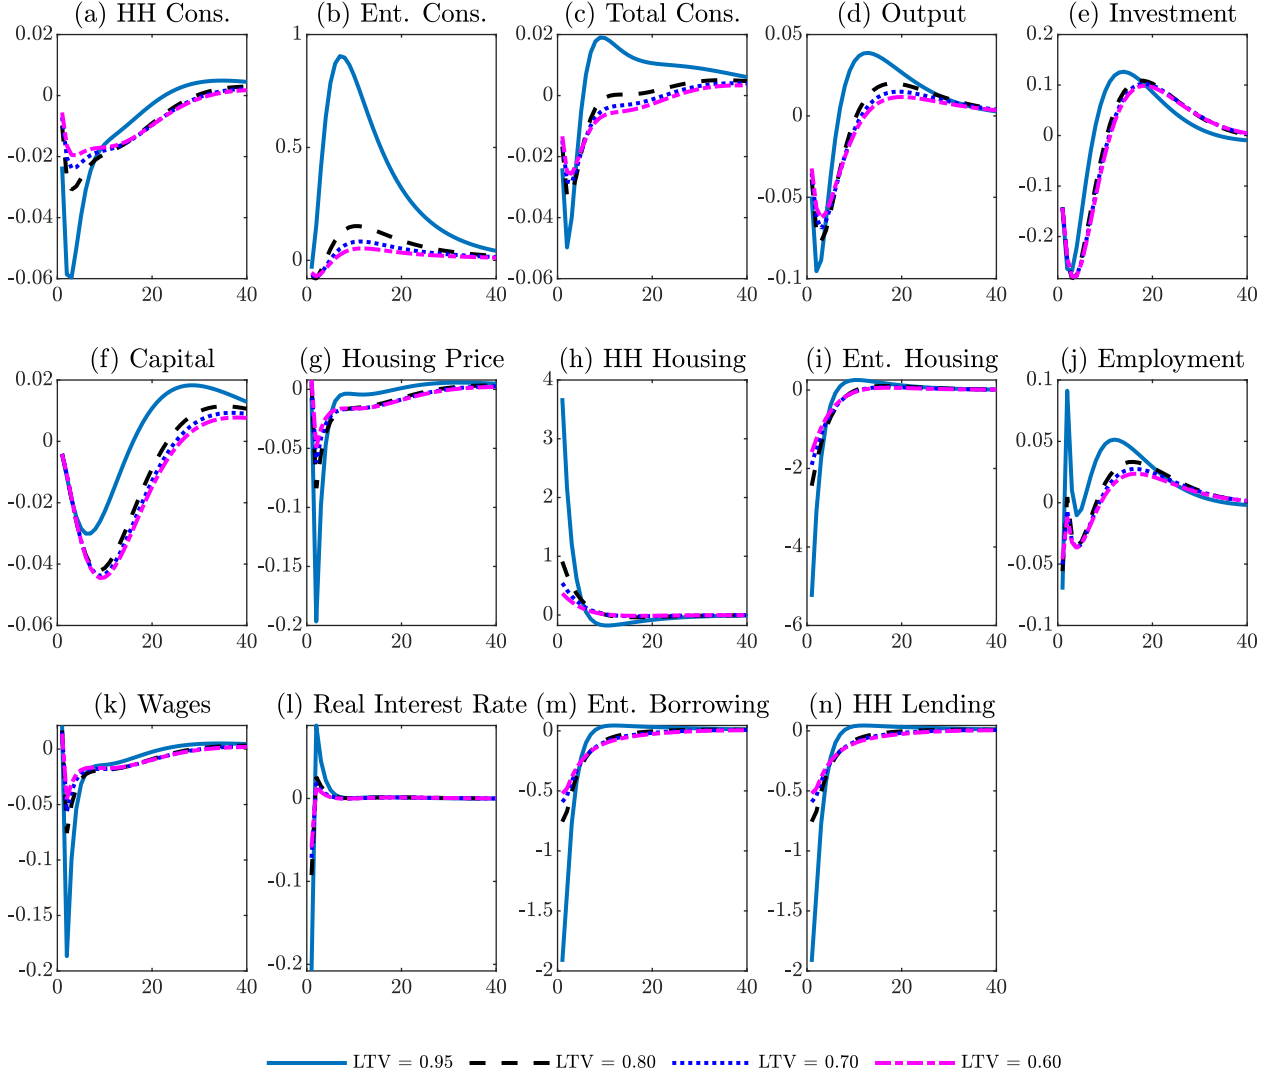 (a) HH Cons.
(b) Ent. Cons.
(c) Total Cons.
(d) Output
(e) Investment
0.02
0
-0.02
-0.04
-0.06
0 20 40
1
0.5
0
0 20 40
0.02
0
-0.02
-0.04
-0.06
0 20 40
0.05
0
-0.05
-0.1
0 20 40
0.1
0
-0.1
-0.2
0 20 40
(f) Capital
(g) Housing Price
(h) HH Housing
(i) Ent. Housing
(j) Employment
0.02
0
-0.02
-0.04
-0.06
0 20 40
0
-0.05
-0.1
-0.15
-0.2
0 20 40
4
3
2
1
0
0 20 40
0
-2
-4
-6
0 20 40
0.1
0.05
0
-0.05
-0.1
0 20 40
(k) Wages
(l) Real Interest Rate
(m) Ent. Borrowing
(n) HH Lending
0
-0.05
-0.1
-0.15
-0.2
0 20 40
0
-0.1
-0.2
0 20 40
0
-0.5
-1
-1.5
-2
0 20 40
0
-0.5
-1
-1.5
-2
0 20 40
LTV = 0.95 LTV = 0.80 LTV = 0.70 LTV = 0.60